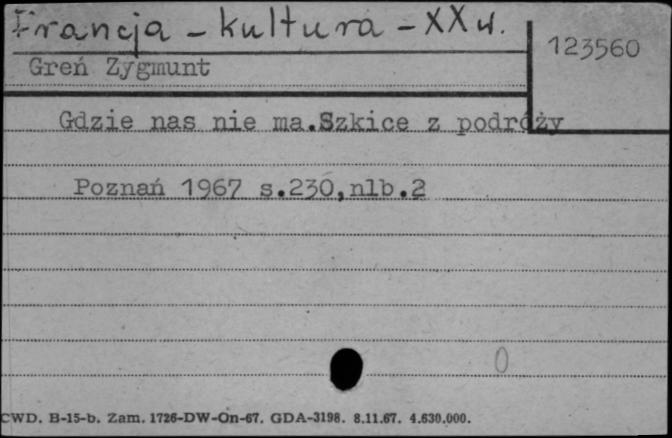 Francja - kultura - XX w.
123560
Greń Zygmunt
Gdzie nas nie ma.Szkice z podróży
Poznań 1967 s.230,nlb.2
0
CWD. B-15-b. Zam. 1726-DW-On-67. GDA-3198. 8.11.67. 4.630.000.